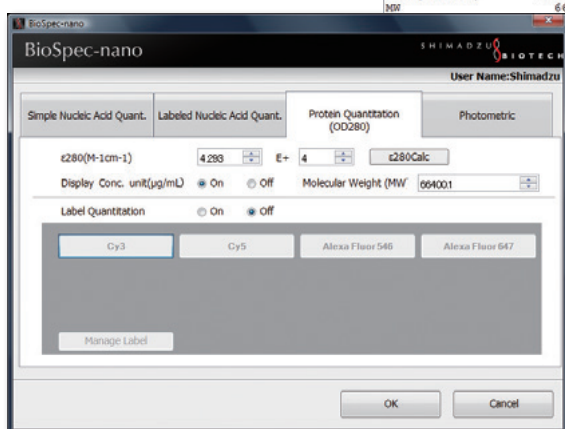 MW 66
BioSpec-nano
BioSpec-nano
SHIMADZU BIOTECH
User Name:Shimadzu
Simple Nucleic Acid Quant. Labeled Nucleic Acid Quant. Protein Quantitation (OD280) Photometric
ε280(M-1cm-1) 4.293 E+ 4 ε280Calc
Display Conc. unit(µg/mL) On Off Molecular Weight (MW) 66400.1
Label Quantitation On Off
Cy3 Cy5 Alexa Fluor 546 Alexa Fluor 647
Manage Label
OK Cancel